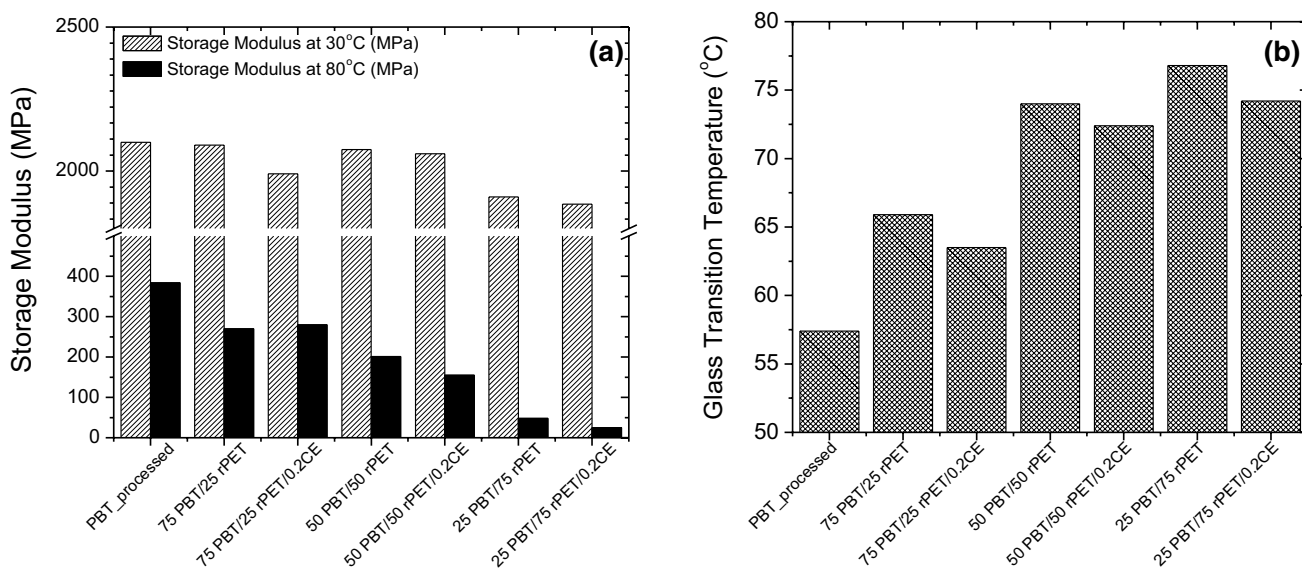 (a)
Storage Modulus at 30°C (MPa)
Storage Modulus at 80°C (MPa)
Storage Modulus (MPa)
2500
2000
400
300
200
100
0
PBT_processed
75 PBT/25 rPET
75 PBT/25 rPET/0.2CE
50 PBT/50 rPET
50 PBT/50 rPET/0.2CE
25 PBT/75 rPET
25 PBT/75 rPET/0.2CE
(b)
Glass Transition Temperature (°C)
80
75
70
65
60
55
50
PBT_processed
75 PBT/25 rPET
75 PBT/25 rPET/0.2CE
50 PBT/50 rPET
50 PBT/50 rPET/0.2CE
25 PBT/75 rPET
25 PBT/75 rPET/0.2CE